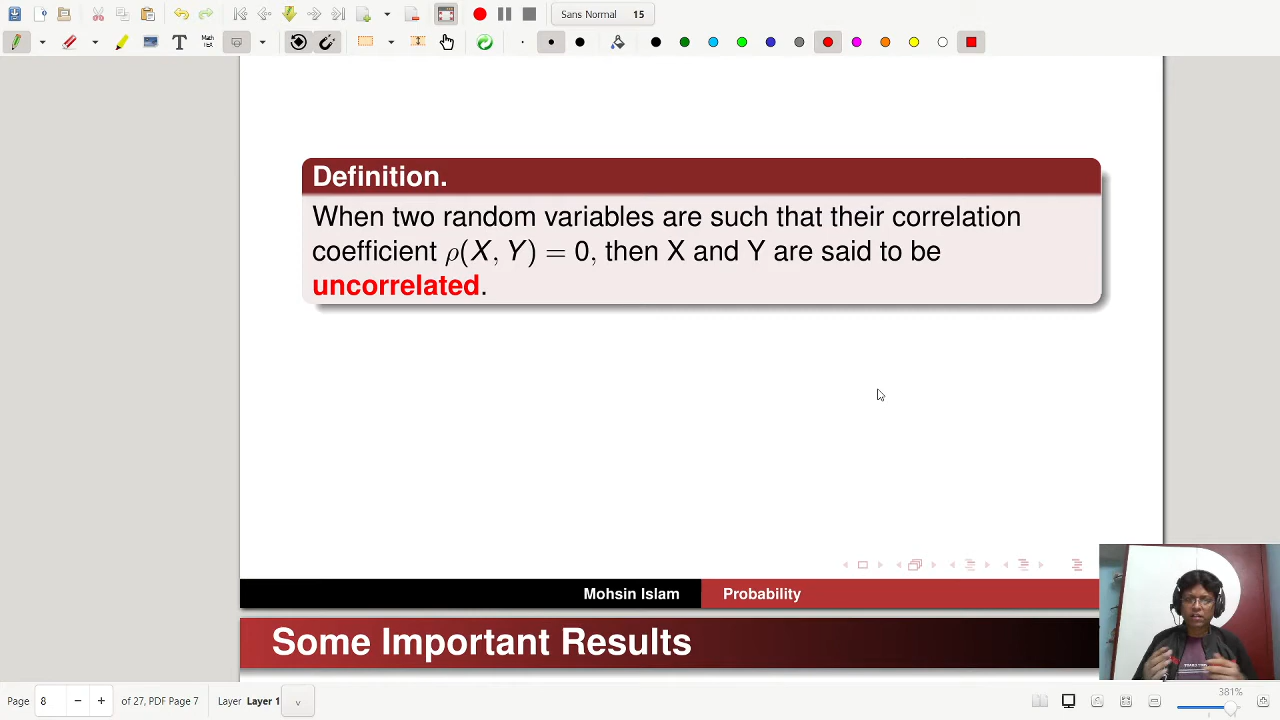 Sans Normal 15
Definition.
When two random variables are such that their correlation
coefficient ρ(X, Y) = 0, then X and Y are said to be
uncorrelated.
Mohsin Islam Probability
Some Important Results
381%
Page 8 of 27, PDF Page 7 Layer Layer 1